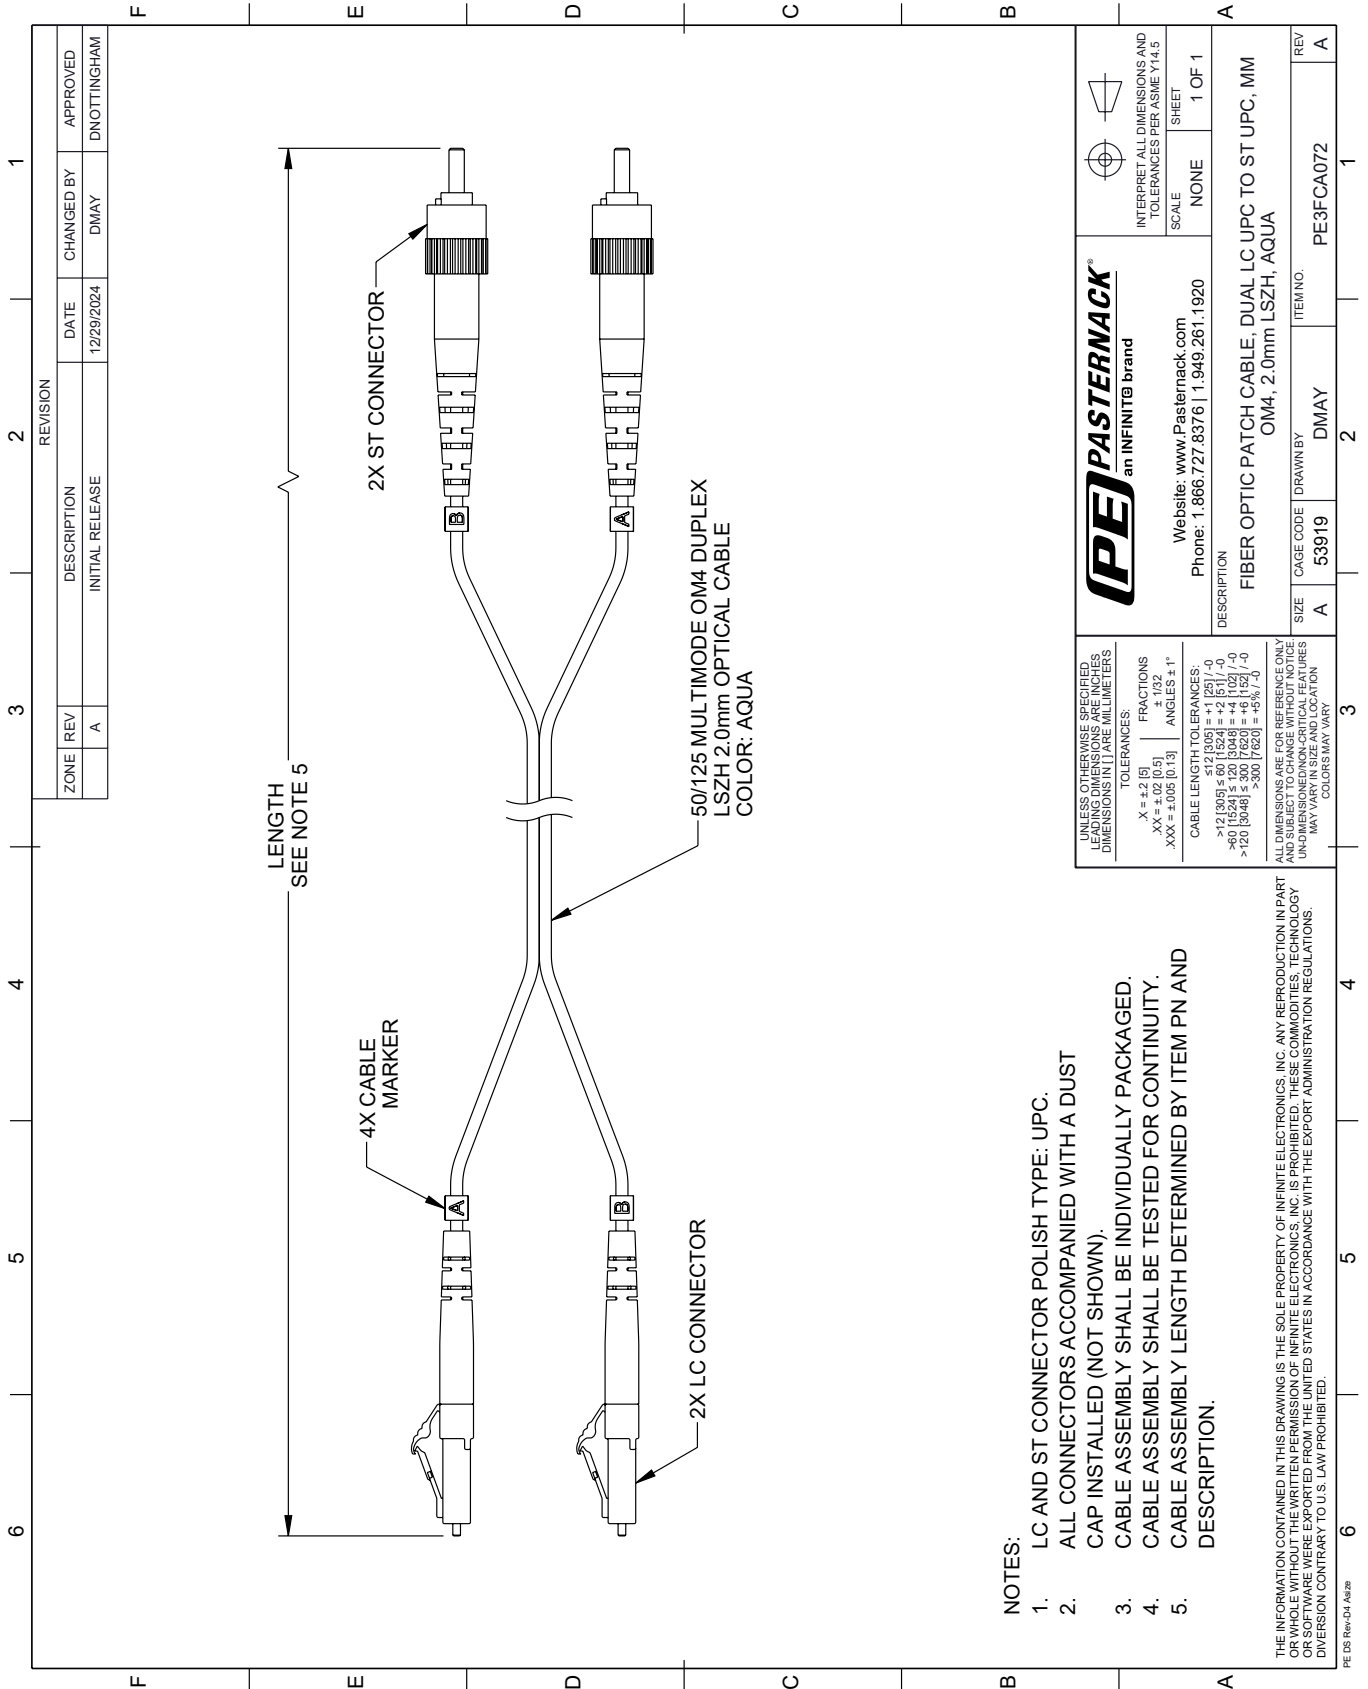 6
5
4
3
2
1
F
E
D
C
B
A
F
E
D
C
B
A
REVISION
ZONE REV DESCRIPTION DATE CHANGED BY APPROVED
A INITIAL RELEASE 12/29/2024 DMAY DNOTTINGHAM
LENGTH
SEE NOTE 5
4X CABLE
MARKER
2X ST CONNECTOR
A
B
B
A
2X LC CONNECTOR
50/125 MULTIMODE OM4 DUPLEX
LSZH 2.0mm OPTICAL CABLE
COLOR: AQUA
NOTES:
1. LC AND ST CONNECTOR POLISH TYPE: UPC.
2. ALL CONNECTORS ACCOMPANIED WITH A DUST
CAP INSTALLED (NOT SHOWN).
3. CABLE ASSEMBLY SHALL BE INDIVIDUALLY PACKAGED.
4. CABLE ASSEMBLY SHALL BE TESTED FOR CONTINUITY.
5. CABLE ASSEMBLY LENGTH DETERMINED BY ITEM PN AND
DESCRIPTION.
THE INFORMATION CONTAINED IN THIS DRAWING IS THE SOLE PROPERTY OF INFINITE ELECTRONICS, INC. ANY REPRODUCTION IN PART
OR WHOLE WITHOUT THE WRITTEN PERMISSION OF INFINITE ELECTRONICS, INC. IS PROHIBITED. THESE COMMODITIES, TECHNOLOGY
OR SOFTWARE WERE EXPORTED FROM THE UNITED STATES IN ACCORDANCE WITH THE EXPORT ADMINISTRATION REGULATIONS.
DIVERSION CONTRARY TO U.S. LAW PROHIBITED.
UNLESS OTHERWISE SPECIFIED
LEADING DIMENSIONS ARE INCHES
DIMENSIONS IN [ ] ARE MILLIMETERS
TOLERANCES:
.X = ±.2 [5] FRACTIONS
.XX = ±.02 [0.5] ± 1/32
.XXX = ±.005 [0.13] ANGLES ± 1°
CABLE LENGTH TOLERANCES:
≤12 [305] = +1 [25] / -0
>12 [305] ≤ 60 [1524] = +2 [51] / -0
>60 [1524] ≤ 120 [3048] = +4 [102] / -0
>120 [3048] ≤ 300 [7620] = +6 [152] / -0
>300 [7620] = +5% / -0
ALL DIMENSIONS ARE FOR REFERENCE ONLY
AND SUBJECT TO CHANGE WITHOUT NOTICE.
UN-DIMENSIONED/NON-CRITICAL FEATURES
MAY VARY IN SIZE AND LOCATION
COLORS MAY VARY
PE PASTERNACK®
an INFINITE brand
Website: www.Pasternack.com
Phone: 1.866.727.8376 | 1.949.261.1920
INTERPRET ALL DIMENSIONS AND
TOLERANCES PER ASME Y14.5
SCALE SHEET
NONE 1 OF 1
DESCRIPTION
FIBER OPTIC PATCH CABLE, DUAL LC UPC TO ST UPC, MM
OM4, 2.0mm LSZH, AQUA
SIZE CAGE CODE DRAWN BY ITEM NO. REV
A 53919 DMAY PE3FCA072 A
6
5
4
3
2
1
PE DS Rev-D4 Asize